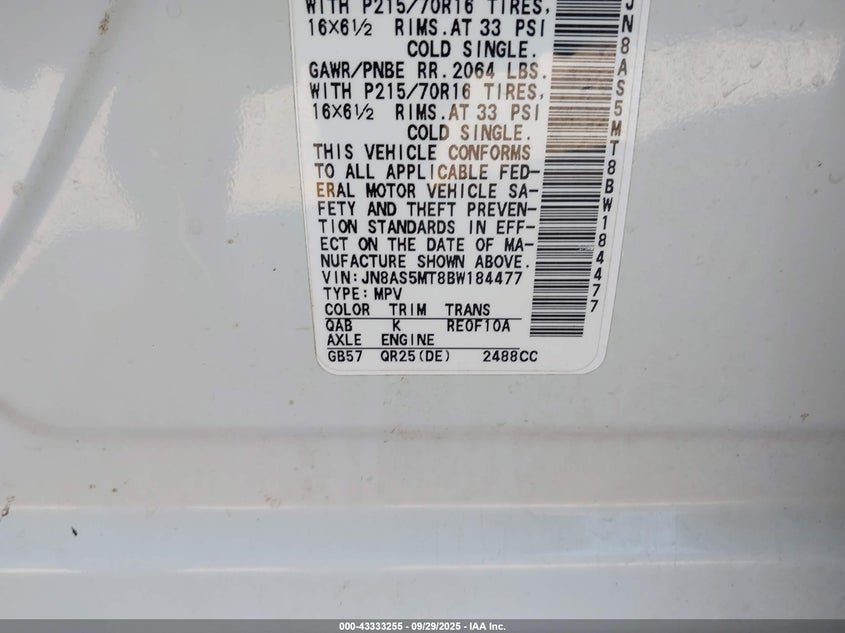 WITH P215/70R16 TIRES,
16X6½ RIMS.AT 33 PSI
COLD SINGLE.
GAWR/PNBE RR.2064 LBS.
WITH P215/70R16 TIRES,
16X6½ RIMS.AT 33 PSI
COLD SINGLE.
THIS VEHICLE CONFORMS
TO ALL APPLICABLE FED-
ERAL MOTOR VEHICLE SA-
FETY AND THEFT PREVEN-
TION STANDARDS IN EFF-
ECT ON THE DATE OF MA-
NUFACTURE SHOWN ABOVE.
VIN:JN8AS5MT8BW184477
TYPE:MPV
COLOR TRIM TRANS
QAB K RE0F10A
AXLE ENGINE
GB57 QR25(DE) 2488CC
JN8AS5MT8BW184477
000-43333255 - 09/29/2025 - IAA Inc.